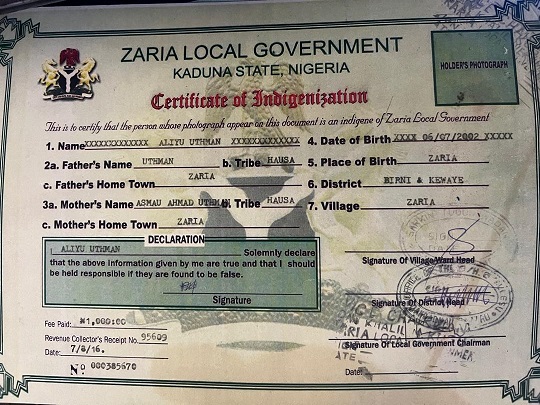 ZARIA LOCAL GOVERNMENT
KADUNA STATE, NIGERIA
HOLDER'S PHOTOGRAPH
Certificate of Indigenization
This is to certify that the person whose photograph appear on this document is an indigene of Zaria Local Government
1. Name XXXXXXXXXXXX ALIYU UTHMAN XXXXXXXXXXXXX 4. Date of Birth XXXX 06/07/2002 XXXXX
2a. Father's Name UTHMAN b. Tribe HAUSA 5. Place of Birth ZARIA
c. Father's Home Town ZARIA 6. District BIRNI & KEWAYE
3a. Mother's Name ASMAU AHMAD UTHM b. Tribe HAUSA 7. Village ZARIA
c. Mother's Home Town ZARIA
DECLARATION
I ALIYU UTHMAN Solemnly declare
that the above information given by me are true and that I should
be held responsible if they are found to be false.
Signature
Signature Of Village/Ward Head
Signature Of District Head
Signature Of Local Government Chairman
Date:
Fee Paid: ₦1,000:00
Revenue Collector's Receipt No. 95609
Date: 7/8/16.
No 000385670